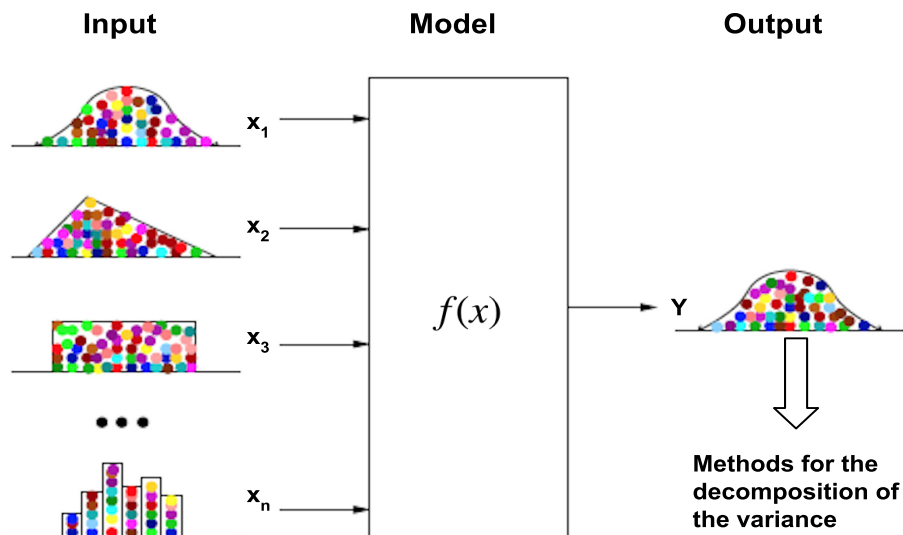 Input
Model
Output
x1
x2
x3
xn
f(x)
Y
Methods for the
decomposition of
the variance